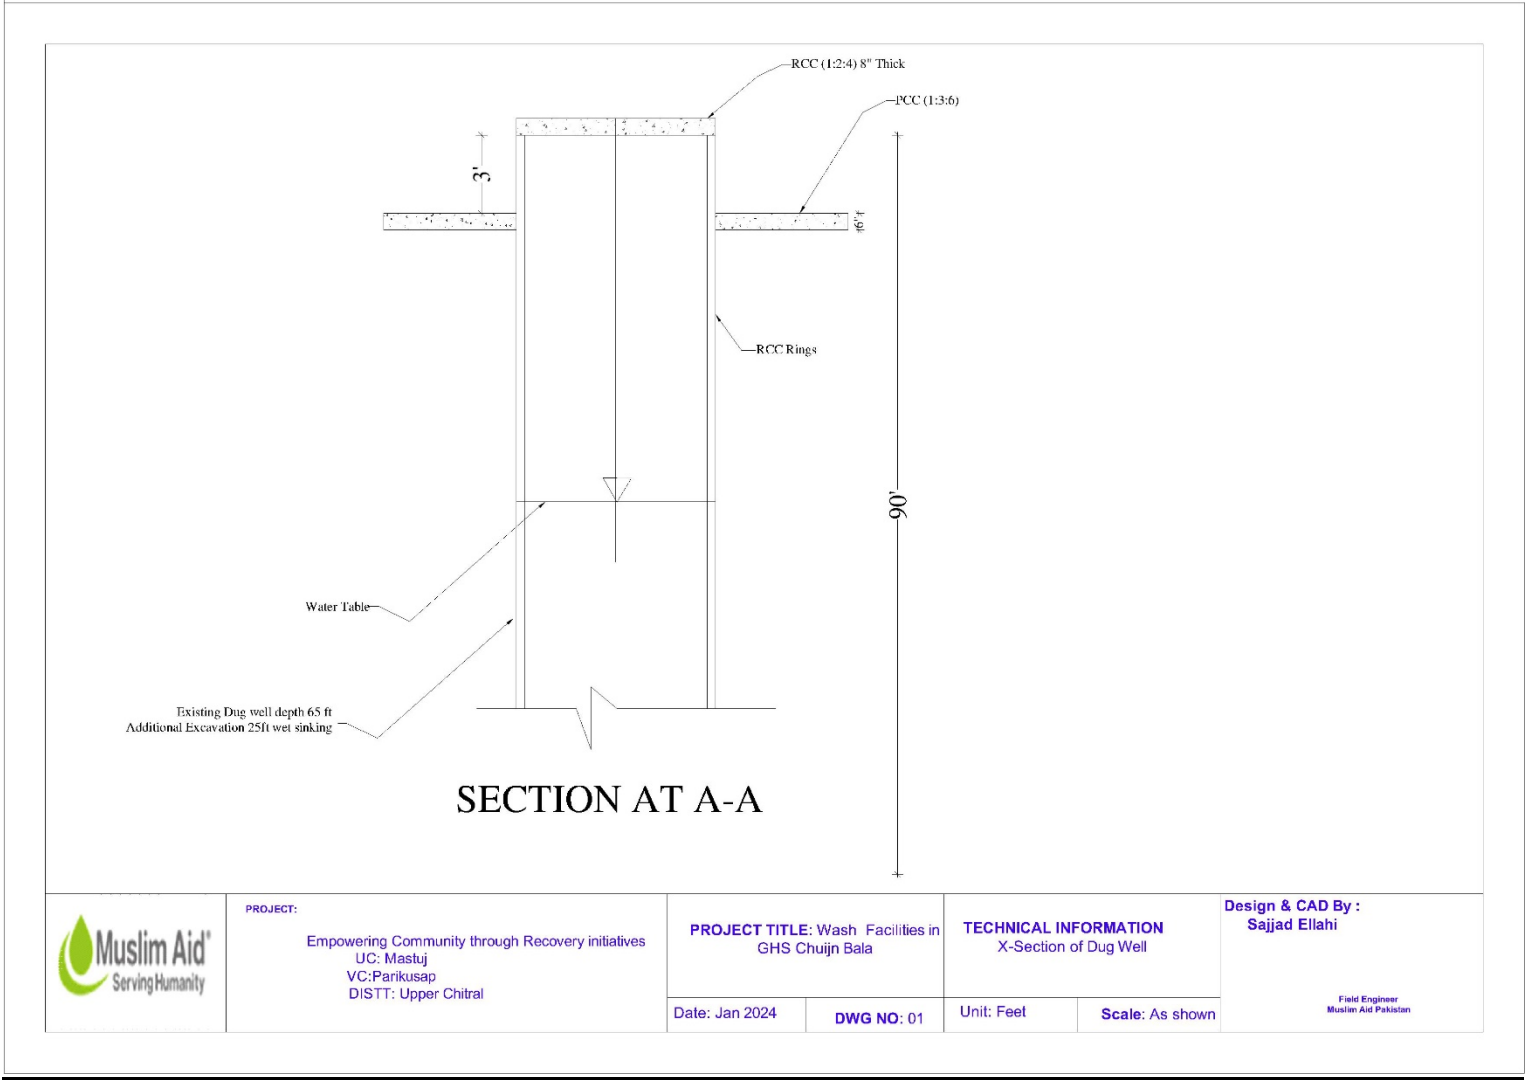 RCC (1:2:4) 8" Thick
PCC (1:3:6)
3"
6"
RCC Rings
90'
Water Table
Existing Dug well depth 65 ft
Additional Excavation 25ft wet sinking
SECTION AT A-A
Muslim Aid®
Serving Humanity
PROJECT:
Empowering Community through Recovery initiatives
UC: Mastuj
VC:Parikusap
DISTT: Upper Chitral
PROJECT TITLE: Wash Facilities in
GHS Chuijn Bala
Date: Jan 2024
DWG NO: 01
TECHNICAL INFORMATION
X-Section of Dug Well
Unit: Feet
Scale: As shown
Design & CAD By :
Sajjad Ellahi
Field Engineer
Muslim Aid Pakistan